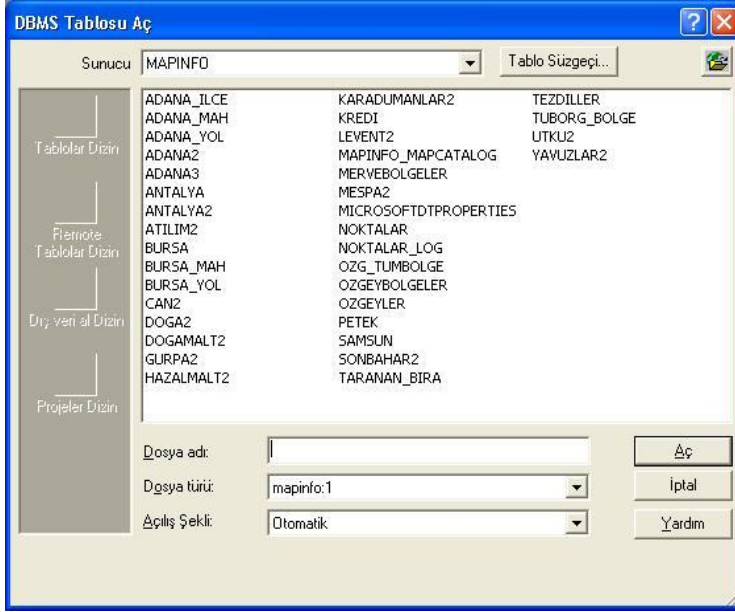 DBMS Tablosu Aç
Sunucu MAPINFO Tablo Süzgeçi...
Tablolar Dizin
Remote
Tablolar Dizin
Dış veri al Dizin
Projeler Dizin
ADANA_ILCE
ADANA_MAH
ADANA_YOL
ADANA2
ADANA3
ANTALYA
ANTALYA2
ATILIM2
BURSA
BURSA_MAH
BURSA_YOL
CAN2
DOGA2
DOGAMALT2
GURPA2
HAZALMALT2
KARADUMANLAR2
KREDI
LEVENT2
MAPINFO_MAPCATALOG
MERVEBOLGELER
MESPA2
MICROSOFTDTPROPERTIES
NOKTALAR
NOKTALAR_LOG
OZG_TUMBOLGE
OZGEYBOLGELER
OZGEYLER
PETEK
SAMSUN
SONBAHAR2
TARANAN_BIRA
TEZDILLER
TUBORG_BOLGE
UTKU2
YAVUZLAR2
Dosya adı: Aç
Dosya türü: mapinfo:1 İptal
Açılış Şekli: Otomatik Yardım